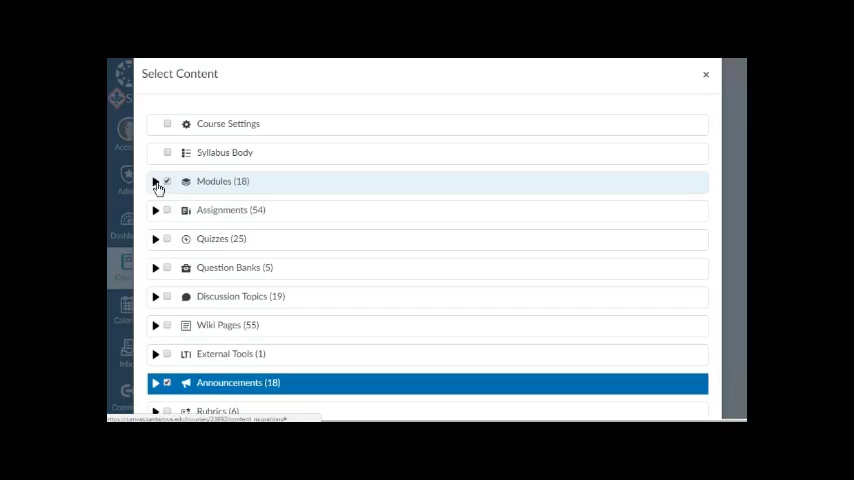 Select Content
×
Course Settings
Syllabus Body
Modules (18)
Assignments (54)
Quizzes (25)
Question Banks (5)
Discussion Topics (19)
Wiki Pages (55)
LTI External Tools (1)
Announcements (18)
Rubrics (6)